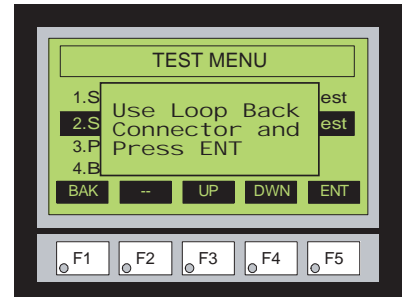 TEST MENU
1.S est
2.S est
3.P
4.B
Use Loop Back
Connector and
Press ENT
BAK -- UP DWN ENT
F1 F2 F3 F4 F5